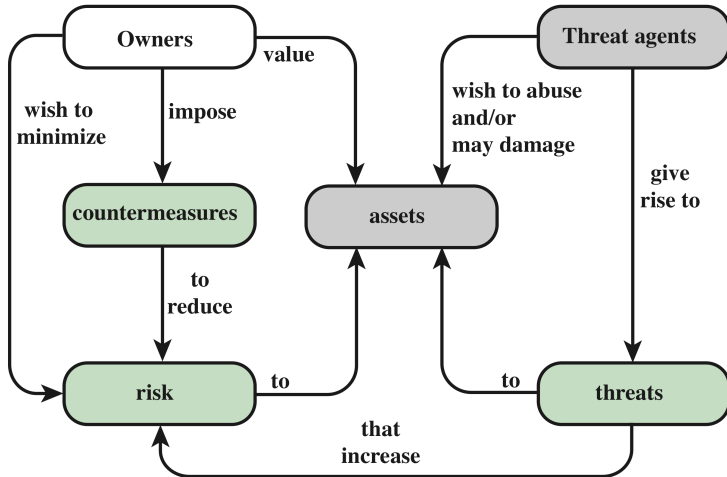 Owners
value
Threat agents
wish to
minimize
impose
wish to abuse
and/or
may damage
give
rise to
countermeasures
assets
to
reduce
risk
to
to
threats
that
increase